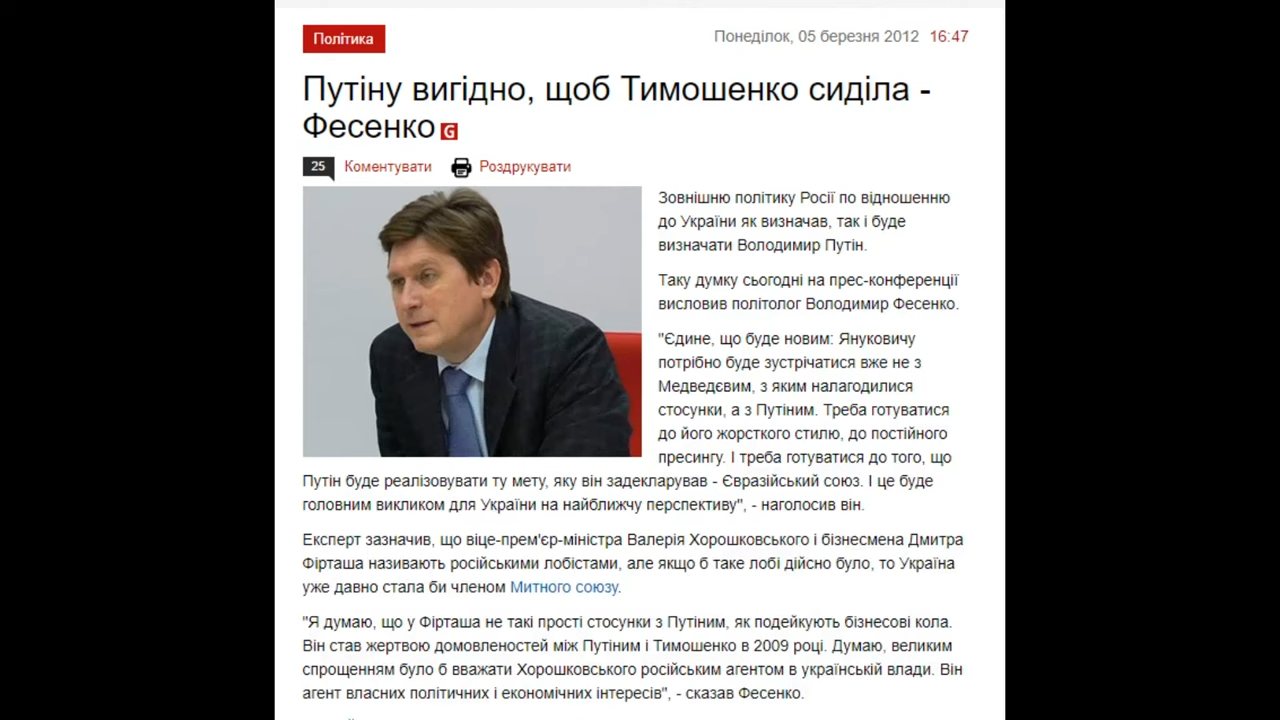 Політика
Понеділок, 05 березня 2012 16:47
Путіну вигідно, щоб Тимошенко сиділа -
Фесенко G
25 Коментувати Роздрукувати
Зовнішню політику Росії по відношенню
до України як визначав, так і буде
визначати Володимир Путін.
Таку думку сьогодні на прес-конференції
висловив політолог Володимир Фесенко.
"Єдине, що буде новим: Януковичу
потрібно буде зустрічатися вже не з
Медведєвим, з яким налагодилися
стосунки, а з Путіним. Треба готуватися
до його жорсткого стилю, до постійного
пресингу. І треба готуватися до того, що
Путін буде реалізовувати ту мету, яку він задекларував - Євразійський союз. І це буде
головним викликом для України на найближчу перспективу", - наголосив він.
Експерт зазначив, що віце-прем'єр-міністра Валерія Хорошковського і бізнесмена Дмитра
Фірташа називають російськими лобістами, але якщо б таке лобі дійсно було, то Україна
уже давно стала би членом Митного союзу.
"Я думаю, що у Фірташа не такі прості стосунки з Путіним, як подейкують бізнесові кола.
Він став жертвою домовленостей між Путіним і Тимошенко в 2009 році. Думаю, великим
спрощенням було б вважати Хорошковського російським агентом в українській влади. Він
агент власних політичних і економічних інтересів", - сказав Фесенко.